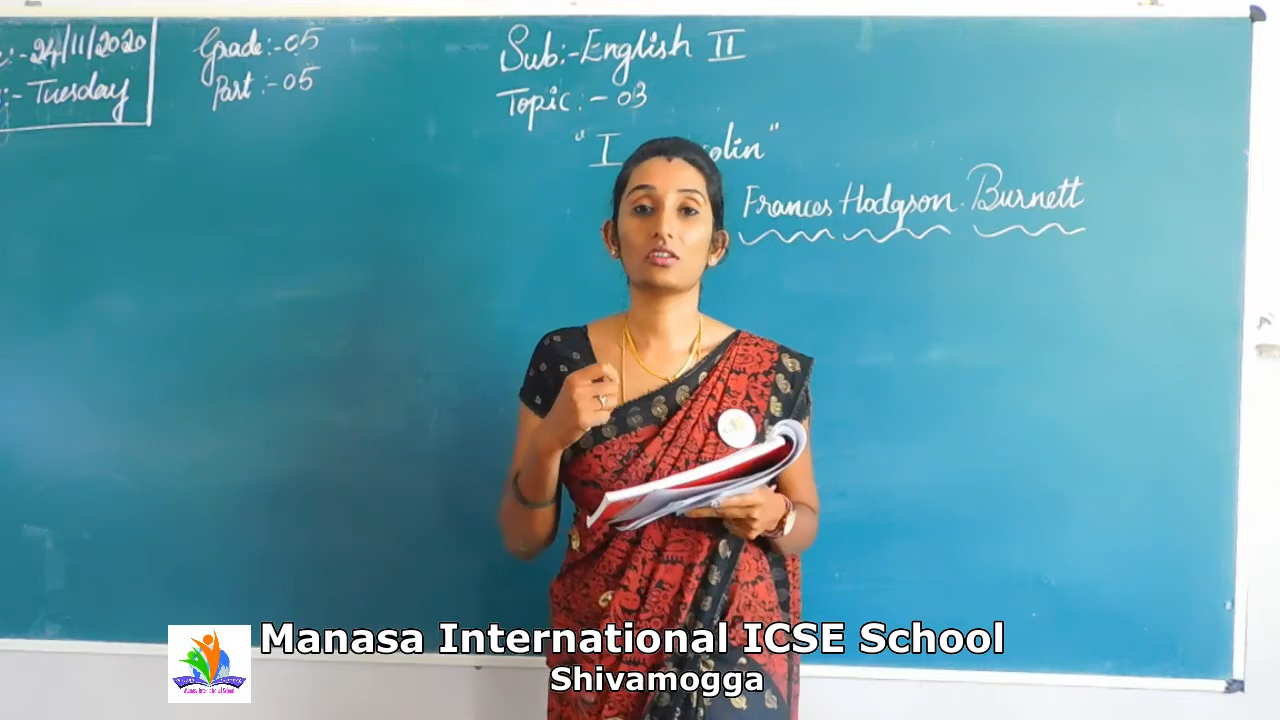 :-24/11/2020
:- Tuesday
Grade:-05
Part:-05
Sub:-English II
Topic:-03
"I olin"
Frances Hodgson Burnett
Manasa International ICSE School
Shivamogga